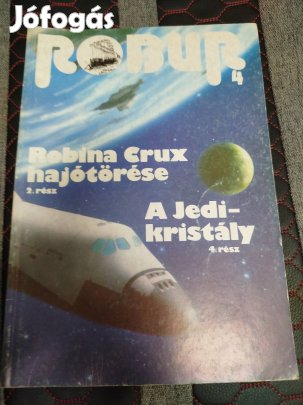 Jófogás
ROBUR
4
Robina Crux
hajótörése
2. rész
A Jedi-
kristály
4. rész